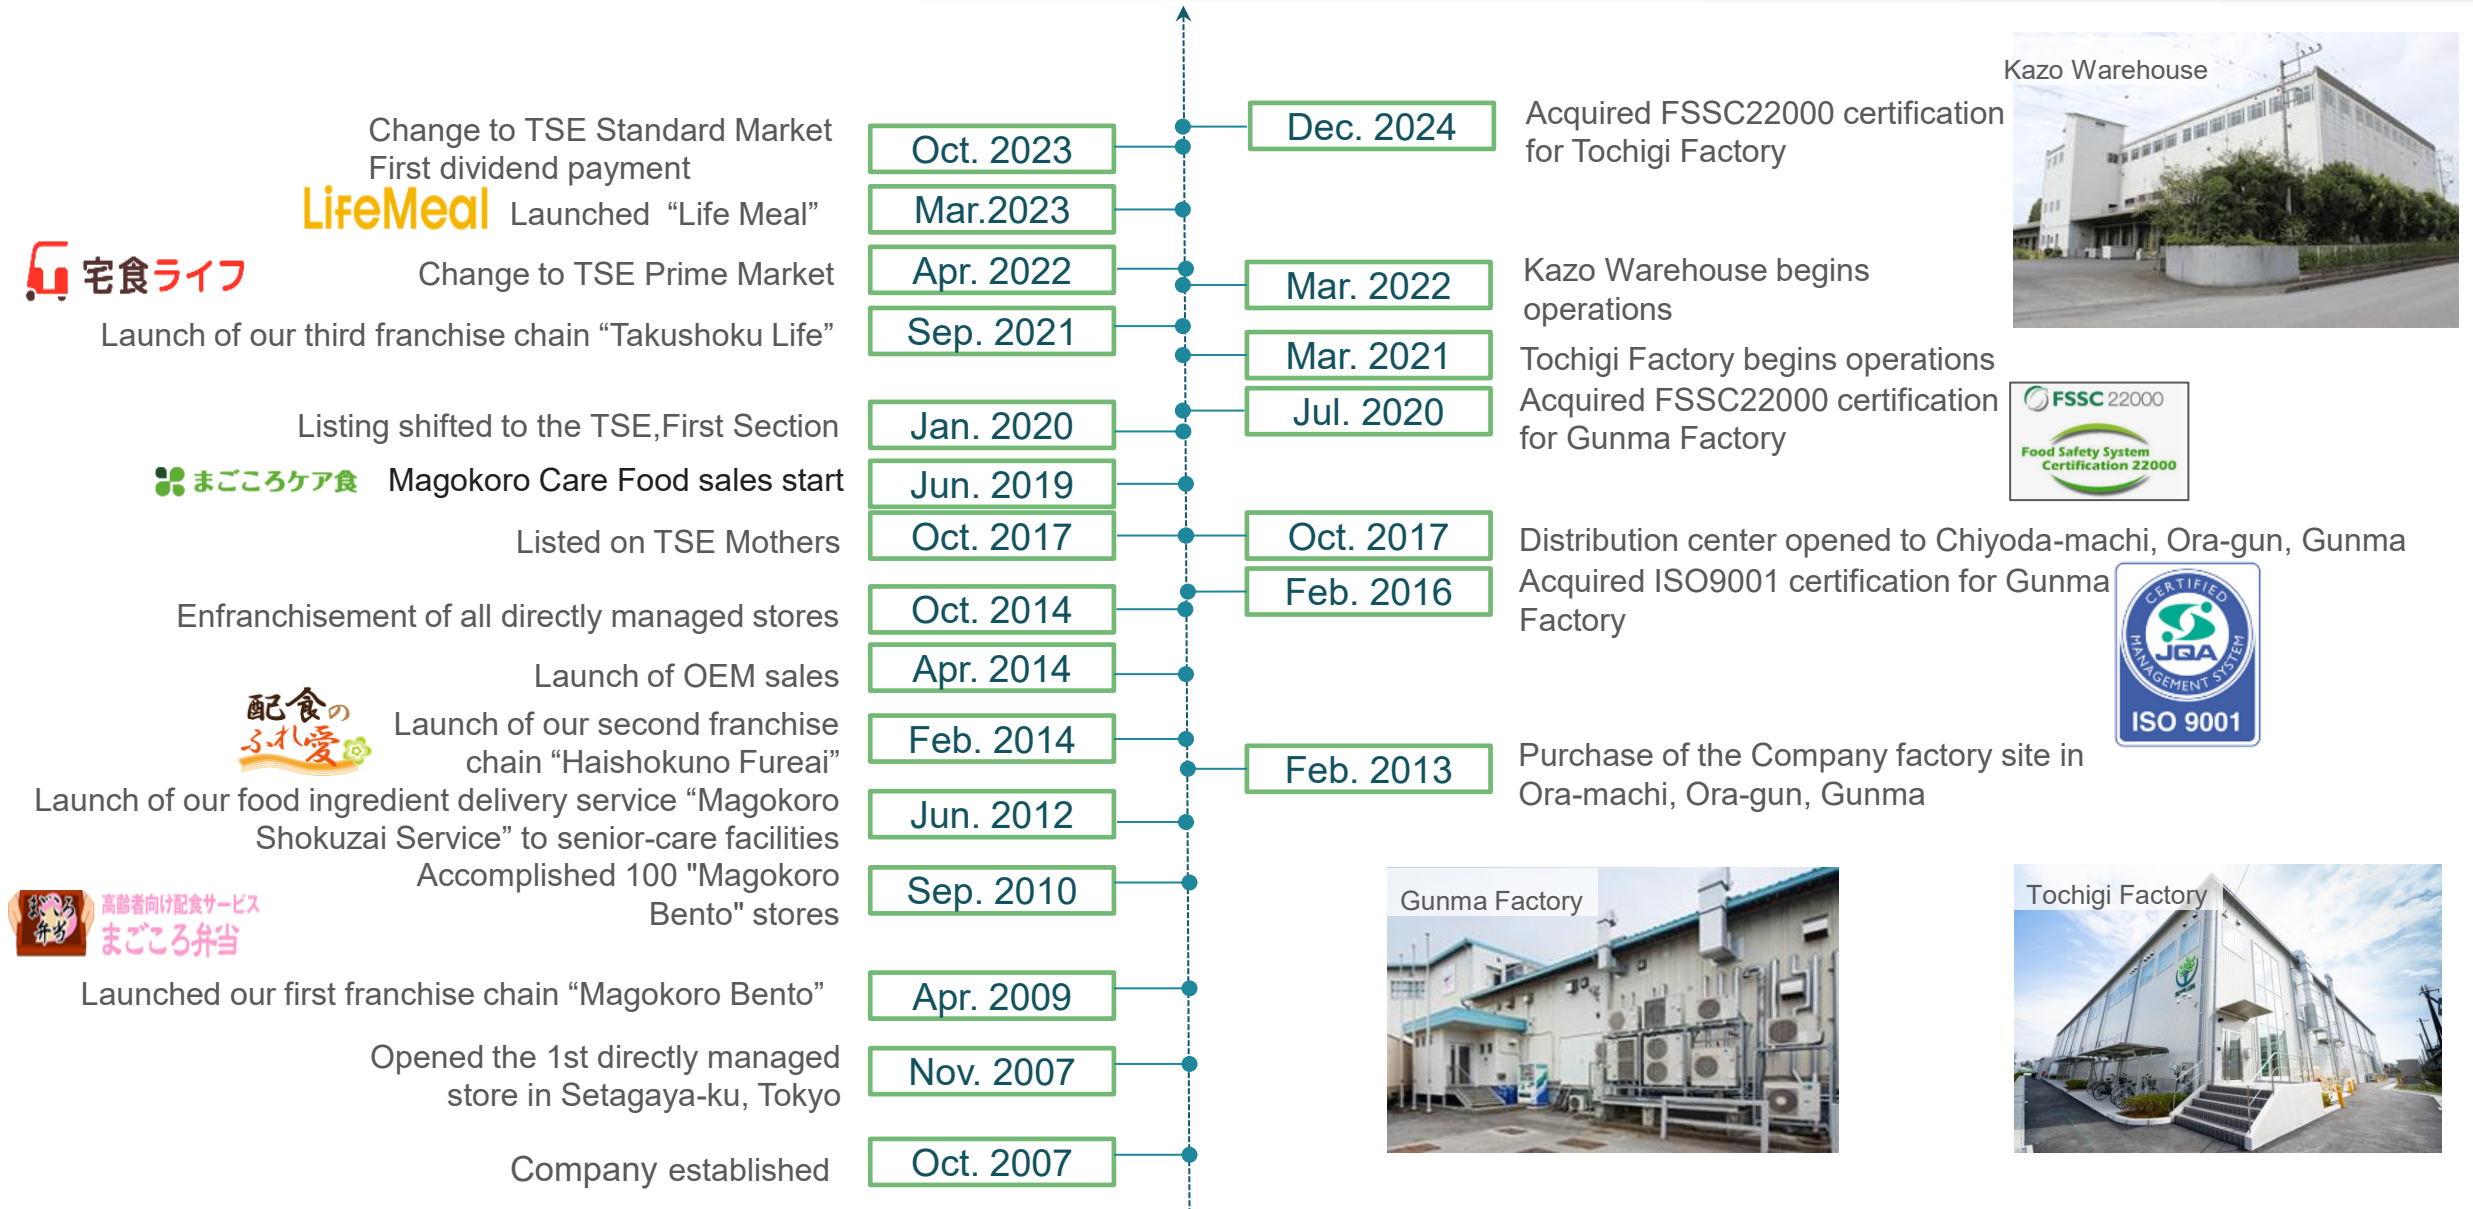 Change to TSE Standard Market
First dividend payment
Oct. 2023
LifeMeal
Launched “Life Meal”
Mar.2023
宅食ライフ
Change to TSE Prime Market
Apr. 2022
Launch of our third franchise chain “Takushoku Life”
Sep. 2021
Listing shifted to the TSE,First Section
Jan. 2020
まごころケア食
Magokoro Care Food sales start
Jun. 2019
Listed on TSE Mothers
Oct. 2017
Enfranchisement of all directly managed stores
Oct. 2014
Launch of OEM sales
Apr. 2014
配食の
ふれ愛
Launch of our second franchise
chain “Haishokuno Fureai”
Feb. 2014
Launch of our food ingredient delivery service “Magokoro
Shokuzai Service” to senior-care facilities
Jun. 2012
Accomplished 100 "Magokoro
Bento" stores
Sep. 2010
まごころ
弁当
高齢者向け配食サービス
まごころ弁当
Launched our first franchise chain “Magokoro Bento”
Apr. 2009
Opened the 1st directly managed
store in Setagaya-ku, Tokyo
Nov. 2007
Company established
Oct. 2007
Dec. 2024
Acquired FSSC22000 certification
for Tochigi Factory
Kazo Warehouse
Mar. 2022
Kazo Warehouse begins
operations
Mar. 2021
Tochigi Factory begins operations
Jul. 2020
Acquired FSSC22000 certification
for Gunma Factory
FSSC 22000
Food Safety System
Certification 22000
Oct. 2017
Distribution center opened to Chiyoda-machi, Ora-gun, Gunma
Feb. 2016
Acquired ISO9001 certification for Gunma
Factory
CERTIFIED
JQA
MANAGEMENT SYSTEM
ISO 9001
Feb. 2013
Purchase of the Company factory site in
Ora-machi, Ora-gun, Gunma
Gunma Factory
Tochigi Factory